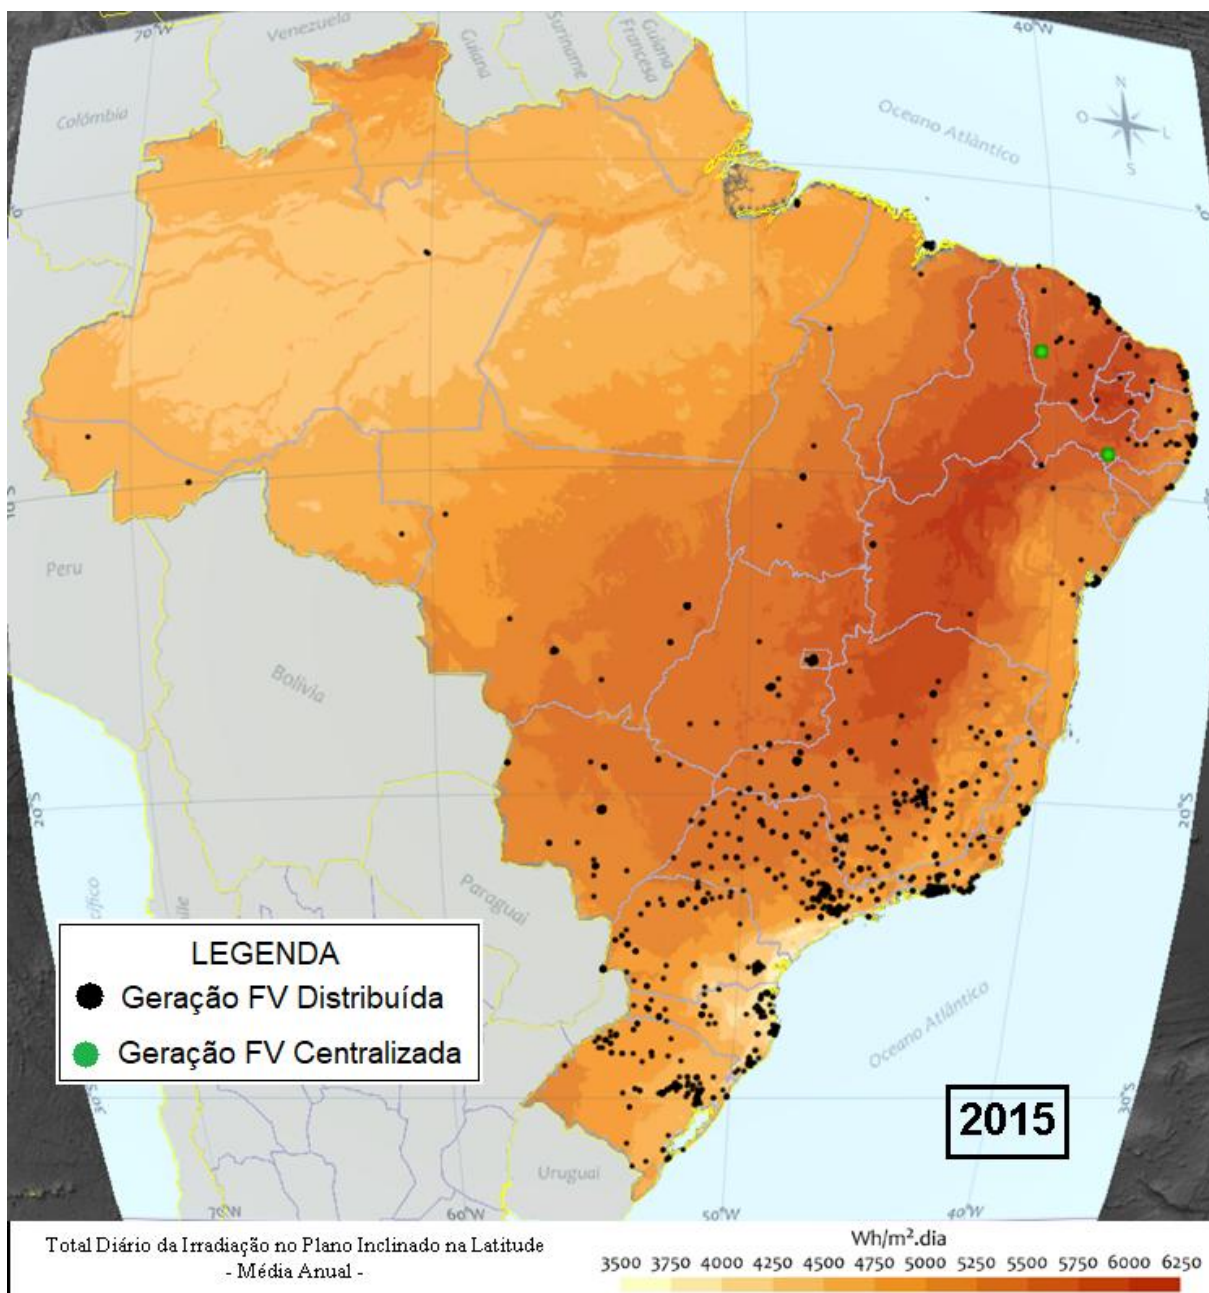 70°W
40°W
Venezuela
Guiana
Suriname
Guiana
Francesa
Colômbia
Oceano Atlântico
N
O
L
S
0°
0°
10°S
Peru
Bolívia
20°S
20°S
Paraguai
LEGENDA
Geração FV Distribuída
Geração FV Centralizada
Oceano Atlântico
30°S
2015
Uruguai
70°W
60°W
50°W
40°W
Total Diário da Irradiação no Plano Inclinado na Latitude
- Média Anual -
Wh/m².dia
3500 3750 4000 4250 4500 4750 5000 5250 5500 5750 6000 6250